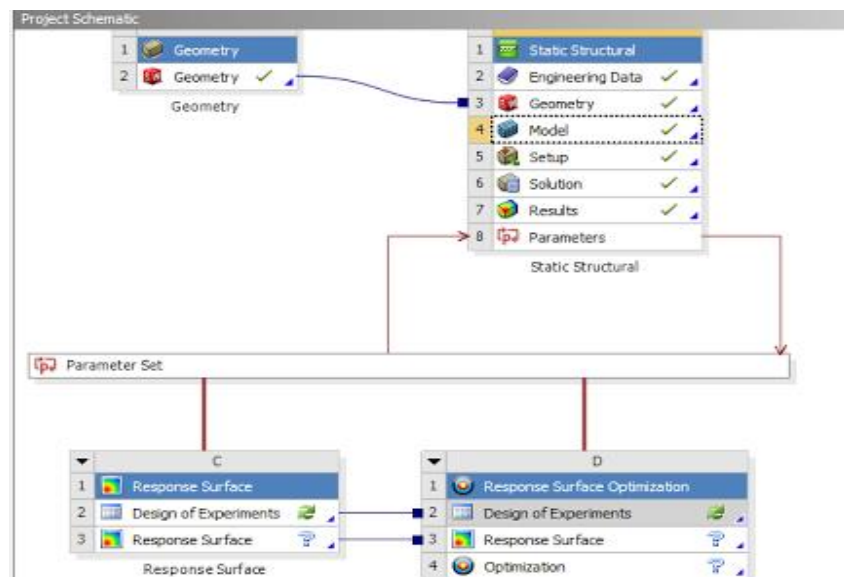 Project Schematic
1 Geometry
2 Geometry
Geometry
1 Static Structural
2 Engineering Data
3 Geometry
4 Model
5 Setup
6 Solution
7 Results
8 Parameters
Static Structural
Parameter Set
C
1 Response Surface
2 Design of Experiments
3 Response Surface
Response Surface
D
1 Response Surface Optimization
2 Design of Experiments
3 Response Surface
4 Optimization